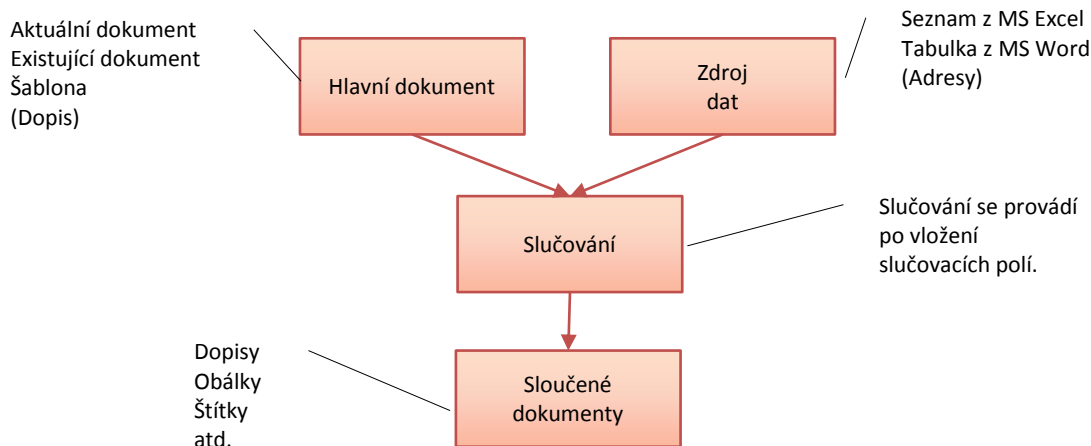 Aktuální dokument
Existující dokument
Šablona
(Dopis)
Hlavní dokument
Zdroj
dat
Seznam z MS Excel
Tabulka z MS Word
(Adresy)
Slučování
Slučování se provádí
po vložení
slučovacích polí.
Dopisy
Obálky
Štítky
atd.
Sloučené
dokumenty